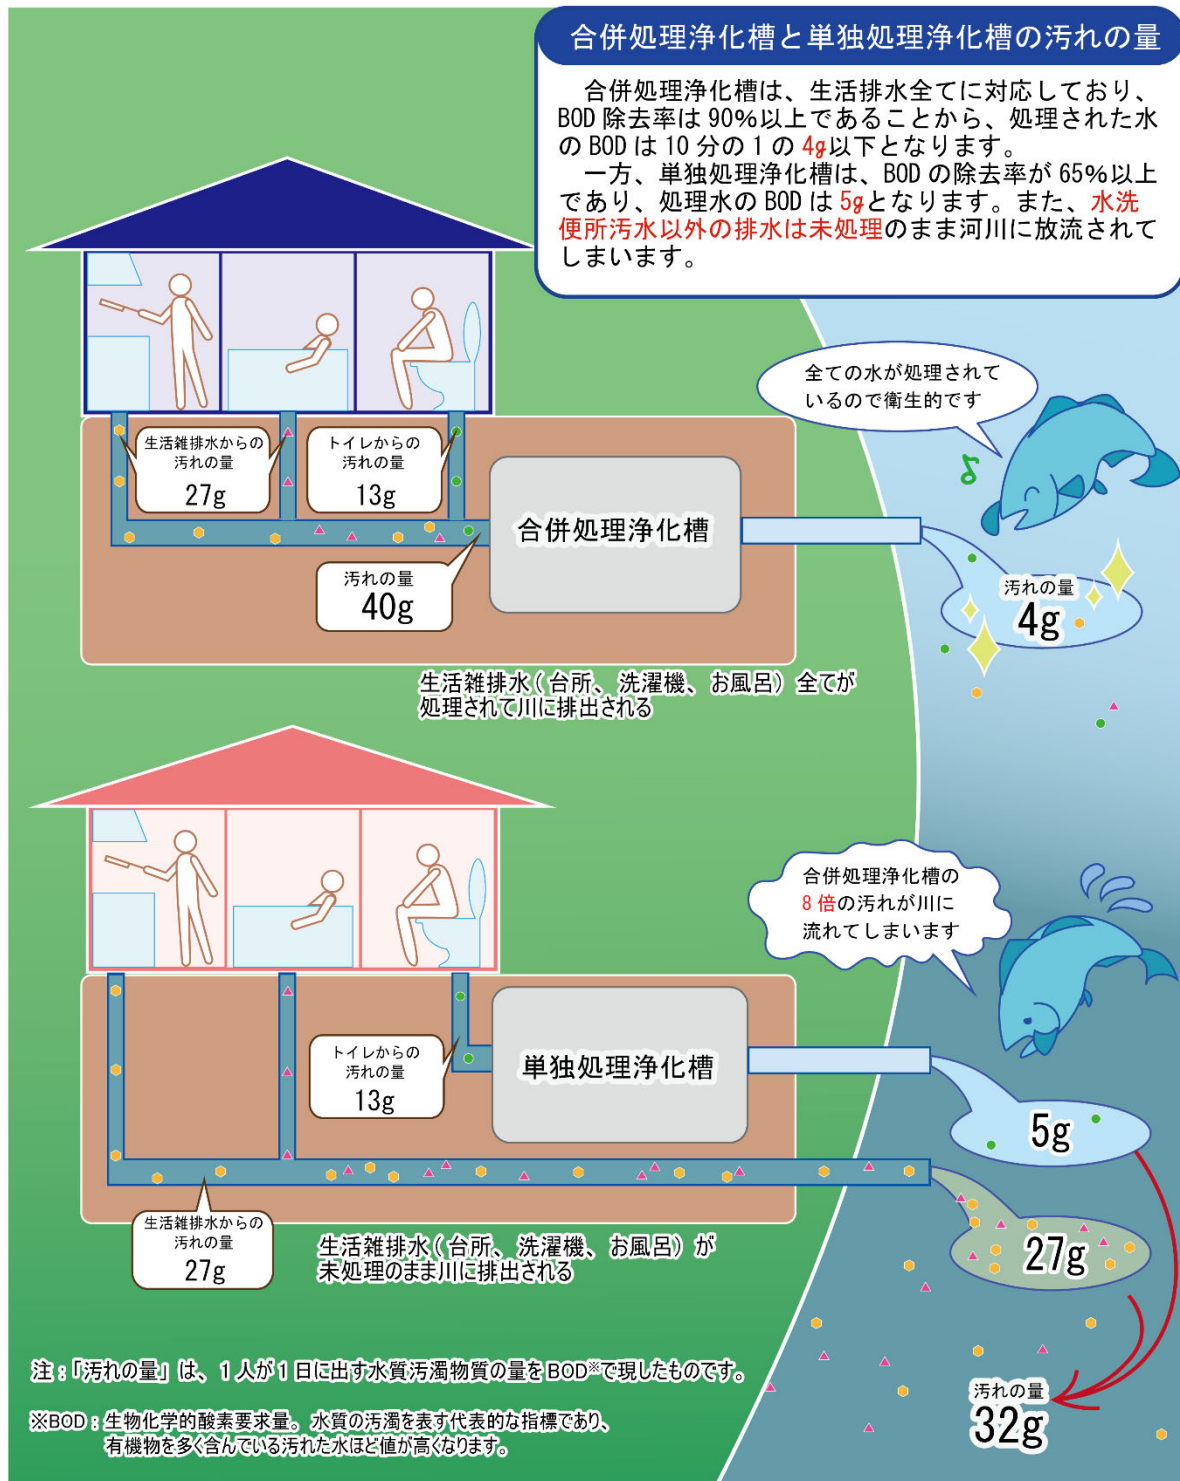 合併処理浄化槽と単独処理浄化槽の汚れの量
合併処理浄化槽は、生活排水全てに対応しており、
BOD 除去率は 90%以上であることから、処理された水
の BOD は 10 分の 1 の 4g以下となります。
一方、単独処理浄化槽は、BOD の除去率が 65%以上
であり、処理水の BOD は 5gとなります。また、水洗
便所汚水以外の排水は未処理のまま河川に放流されて
しまいます。
全ての水が処理されて
いるので衛生的です
生活雑排水からの
汚れの量
27g
トイレからの
汚れの量
13g
合併処理浄化槽
汚れの量
40g
汚れの量
4g
生活雑排水(台所、洗濯機、お風呂)全てが
処理されて川に排出される
合併処理浄化槽の
8 倍の汚れが川に
流れてしまいます
トイレからの
汚れの量
13g
単独処理浄化槽
5g
生活雑排水からの
汚れの量
27g
生活雑排水(台所、洗濯機、お風呂)が
未処理のまま川に排出される
27g
汚れの量
32g
注:「汚れの量」は、1人が1日に出す水質汚濁物質の量をBOD※で現したものです。
※BOD:生物化学的酸素要求量。水質の汚濁を表す代表的な指標であり、
有機物を多く含んでいる汚れた水ほど値が高くなります。